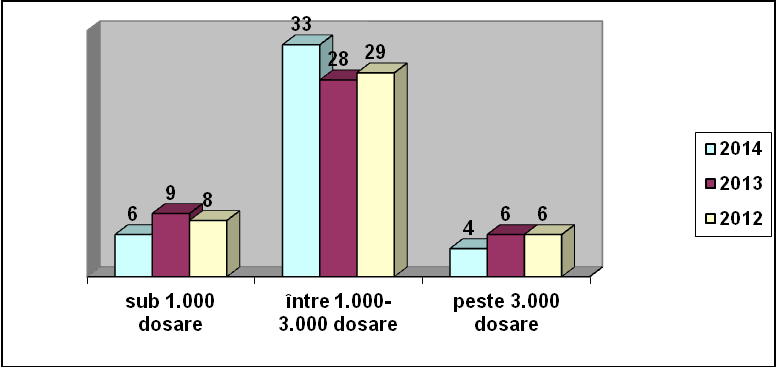 33
28
29
6
9
8
4
6
6
sub 1.000
dosare
între 1.000-
3.000 dosare
peste 3.000
dosare
2014
2013
2012